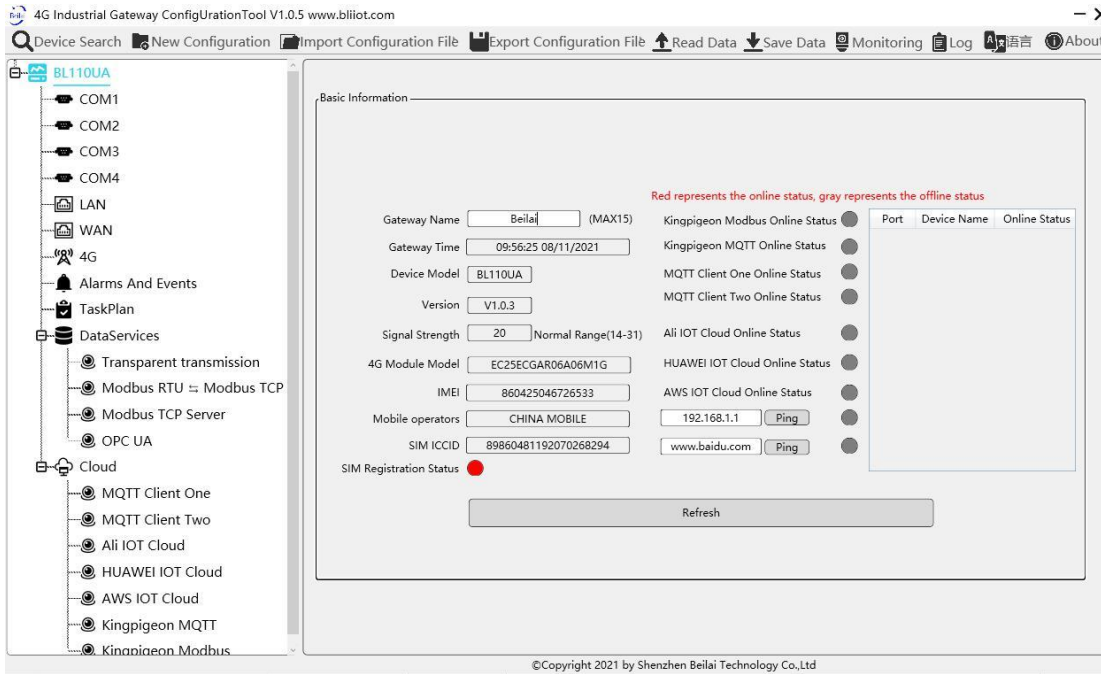 Beilai 4G Industrial Gateway ConfigUrationTool V1.0.5 www.bliiot.com
Device Search New Configuration Import Configuration File Export Configuration File Read Data Save Data Monitoring Log A文 语言 About
BL110UA
COM1
COM2
COM3
COM4
LAN
WAN
4G
Alarms And Events
TaskPlan
DataServices
Transparent transmission
Modbus RTU ⇆ Modbus TCP
Modbus TCP Server
OPC UA
Cloud
MQTT Client One
MQTT Client Two
Ali IOT Cloud
HUAWEI IOT Cloud
AWS IOT Cloud
Kingpigeon MQTT
Kingpigeon Modbus
Basic Information
Red represents the online status, gray represents the offline status
Gateway Name Beilai (MAX15)
Gateway Time 09:56:25 08/11/2021
Device Model BL110UA
Version V1.0.3
Signal Strength 20 Normal Range(14-31)
4G Module Model EC25ECGAR06A06M1G
IMEI 860425046726533
Mobile operators CHINA MOBILE
SIM ICCID 89860481192070268294
SIM Registration Status
Kingpigeon Modbus Online Status
Kingpigeon MQTT Online Status
MQTT Client One Online Status
MQTT Client Two Online Status
Ali IOT Cloud Online Status
HUAWEI IOT Cloud Online Status
AWS IOT Cloud Online Status
192.168.1.1 Ping
www.baidu.com Ping
Port Device Name Online Status
Refresh
©Copyright 2021 by Shenzhen Beilai Technology Co.,Ltd